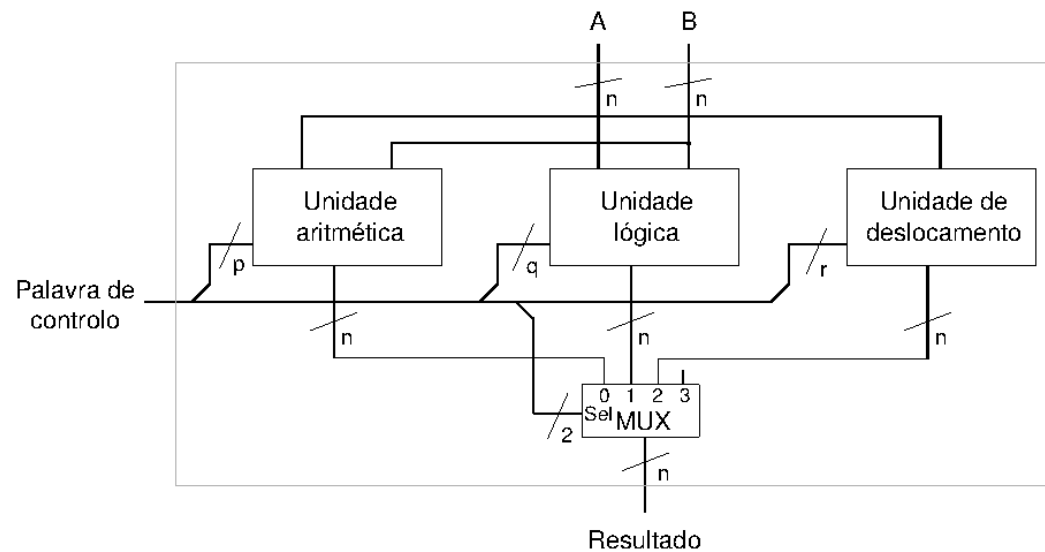 A
B
n
n
Unidade
aritmética
Unidade
lógica
Unidade de
deslocamento
p
q
r
Palavra de
controlo
n
n
n
0 1 2 3
Sel MUX
2
n
Resultado